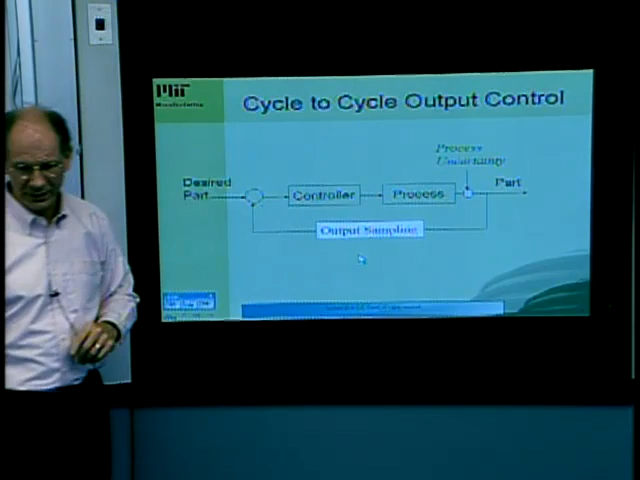 MIT
Manufacturing
Cycle to Cycle Output Control
Process
Uncertainty
Desired
Part
Controller
Process
Part
Output Sampling